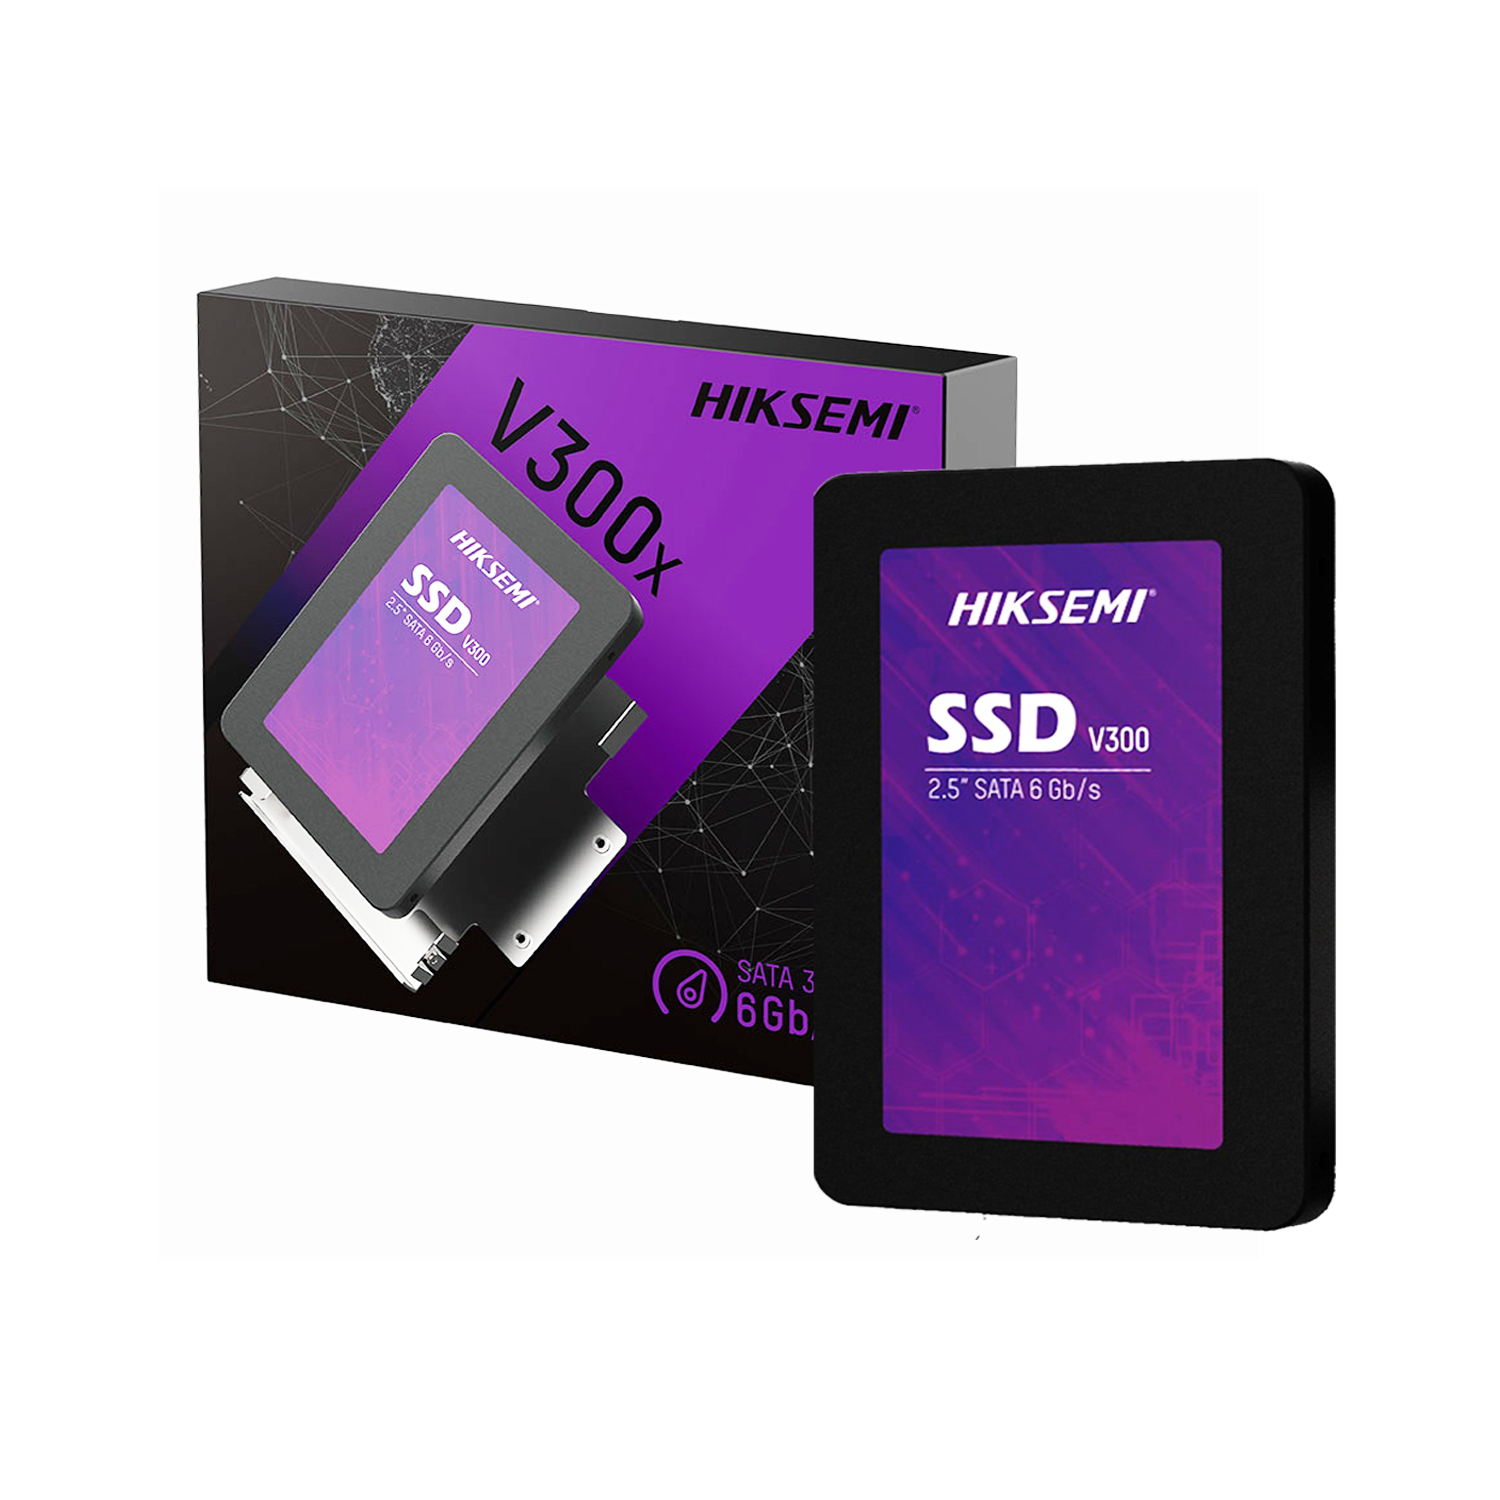 HIKSEMI®
V300x
HIKSEMI®
SSD V300
2.5" SATA 6 Gb/s
SATA 3
6Gb/
HIKSEMI®
SSD V300
2.5" SATA 6 Gb/s